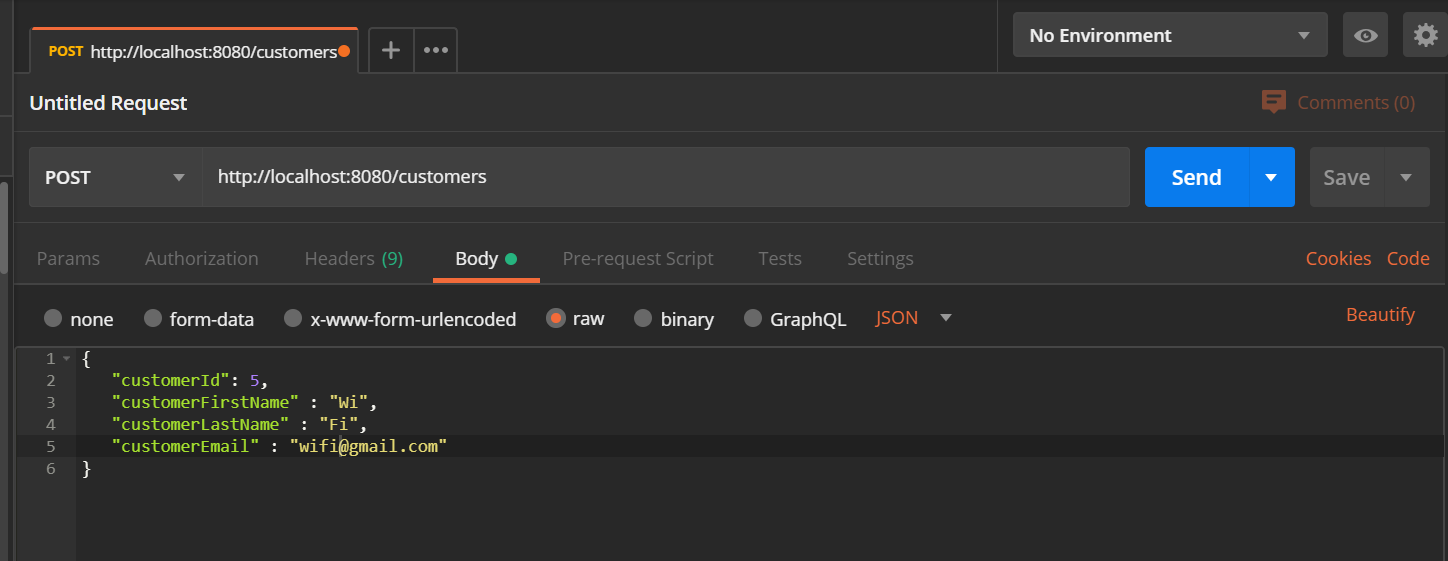 POST http://localhost:8080/customers
No Environment
Untitled Request
Comments (0)
POST http://localhost:8080/customers Send Save
Params Authorization Headers (9) Body Pre-request Script Tests Settings Cookies Code
none form-data x-www-form-urlencoded raw binary GraphQL JSON Beautify
1 {
2 "customerId": 5,
3 "customerFirstName" : "Wi",
4 "customerLastName" : "Fi",
5 "customerEmail" : "wifi@gmail.com"
6 }